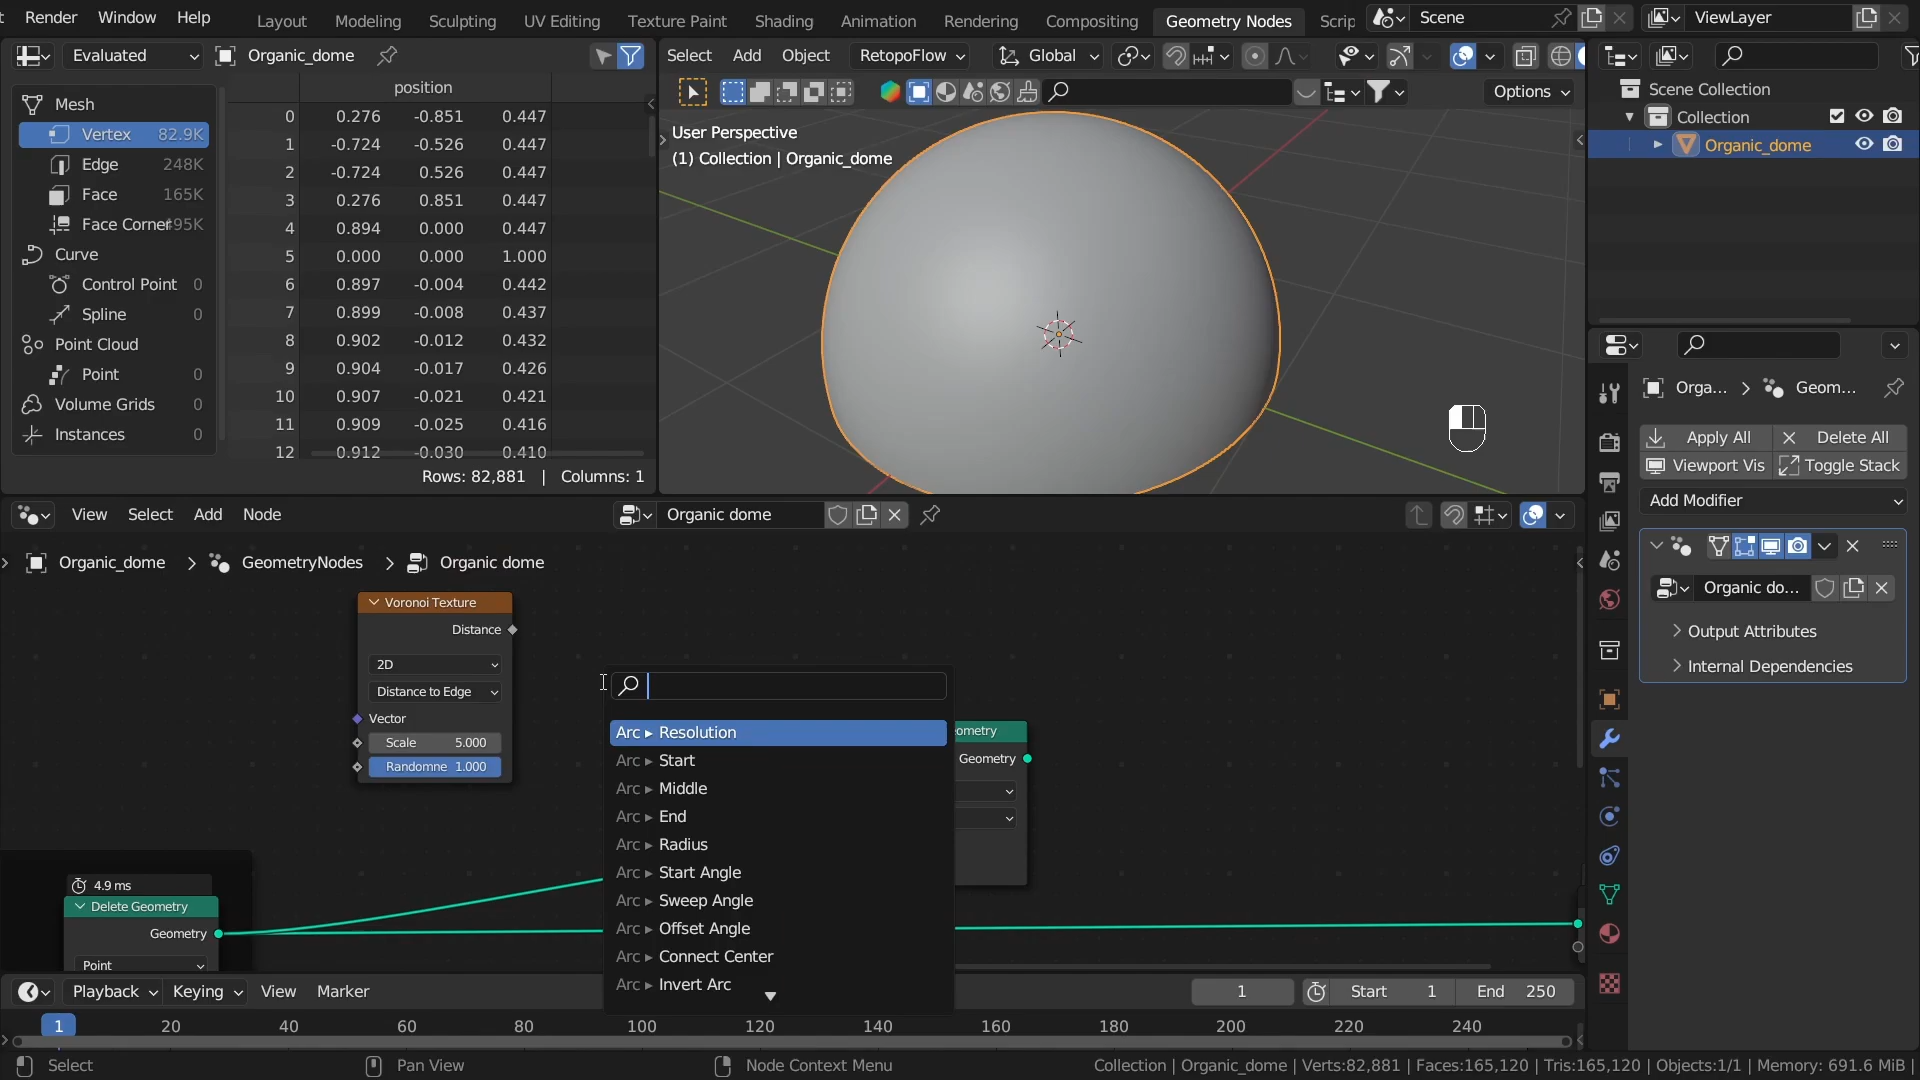 Render Window Help Layout Modeling Sculpting UV Editing Texture Paint Shading Animation Rendering Compositing Geometry Nodes Scrip Scene ViewLayer
Evaluated Organic_dome
Select Add Object RetopoFlow Global
Options
position
Mesh
Vertex 82.9K
Edge 248K
Face 165K
Face Corner 95K
Curve
Control Point 0
Spline 0
Point Cloud
Point 0
Volume Grids 0
Instances 0
0 0.276 -0.851 0.447
1 -0.724 -0.526 0.447
2 -0.724 0.526 0.447
3 0.276 0.851 0.447
4 0.894 0.000 0.447
5 0.000 0.000 1.000
6 0.897 -0.004 0.442
7 0.899 -0.008 0.437
8 0.902 -0.012 0.432
9 0.904 -0.017 0.426
10 0.907 -0.021 0.421
11 0.909 -0.025 0.416
12 0.912 -0.030 0.410
Rows: 82,881 | Columns: 1
User Perspective
(1) Collection | Organic_dome
Scene Collection
Collection
Organic_dome
Orga... Geom...
Apply All Delete All
Viewport Vis Toggle Stack
Add Modifier
Organic do...
Output Attributes
Internal Dependencies
View Select Add Node Organic dome
Organic_dome GeometryNodes Organic dome
Voronoi Texture
Distance
2D
Distance to Edge
Vector
Scale 5.000
Randomne 1.000
Arc ▸ Resolution
Arc ▸ Start
Arc ▸ Middle
Arc ▸ End
Arc ▸ Radius
Arc ▸ Start Angle
Arc ▸ Sweep Angle
Arc ▸ Offset Angle
Arc ▸ Connect Center
Arc ▸ Invert Arc
ometry
Geometry
4.9 ms
Delete Geometry
Geometry
Point
Playback Keying View Marker 1 Start 1 End 250
1 20 40 60 80 100 120 140 160 180 200 220 240
Select Pan View Node Context Menu Collection | Organic_dome | Verts:82,881 | Faces:165,120 | Tris:165,120 | Objects:1/1 | Memory: 691.6 MiB |